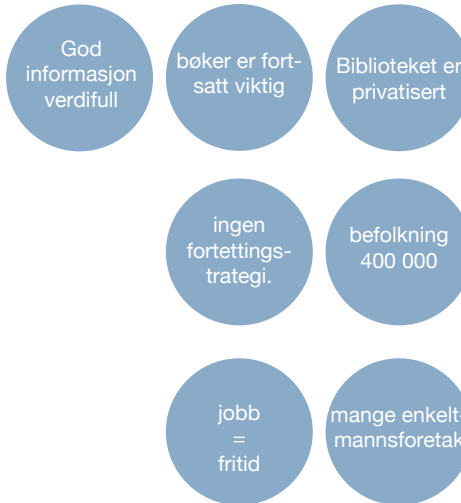 God
informasjon
verdifull
bøker er fort-
satt viktig
Biblioteket er
privatisert
ingen
fortettings-
trategi.
befolkning
400 000
jobb
=
fritid
mange enkelt-
mannsforetak